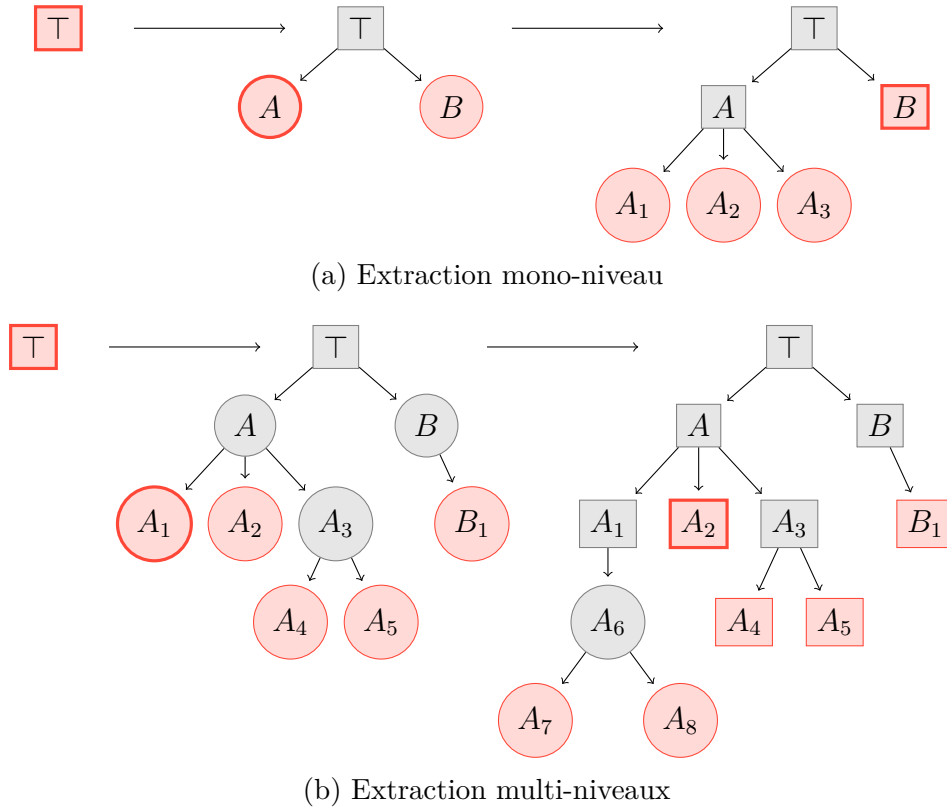 ⊤ ⊤ ⊤
A B A B
A₁ A₂ A₃
(a) Extraction mono-niveau
⊤ ⊤ ⊤
A B A B
A₁ A₂ A₃ B₁ A₁ A₂ A₃ B₁
A₄ A₅ A₆ A₄ A₅
A₇ A₈
(b) Extraction multi-niveaux